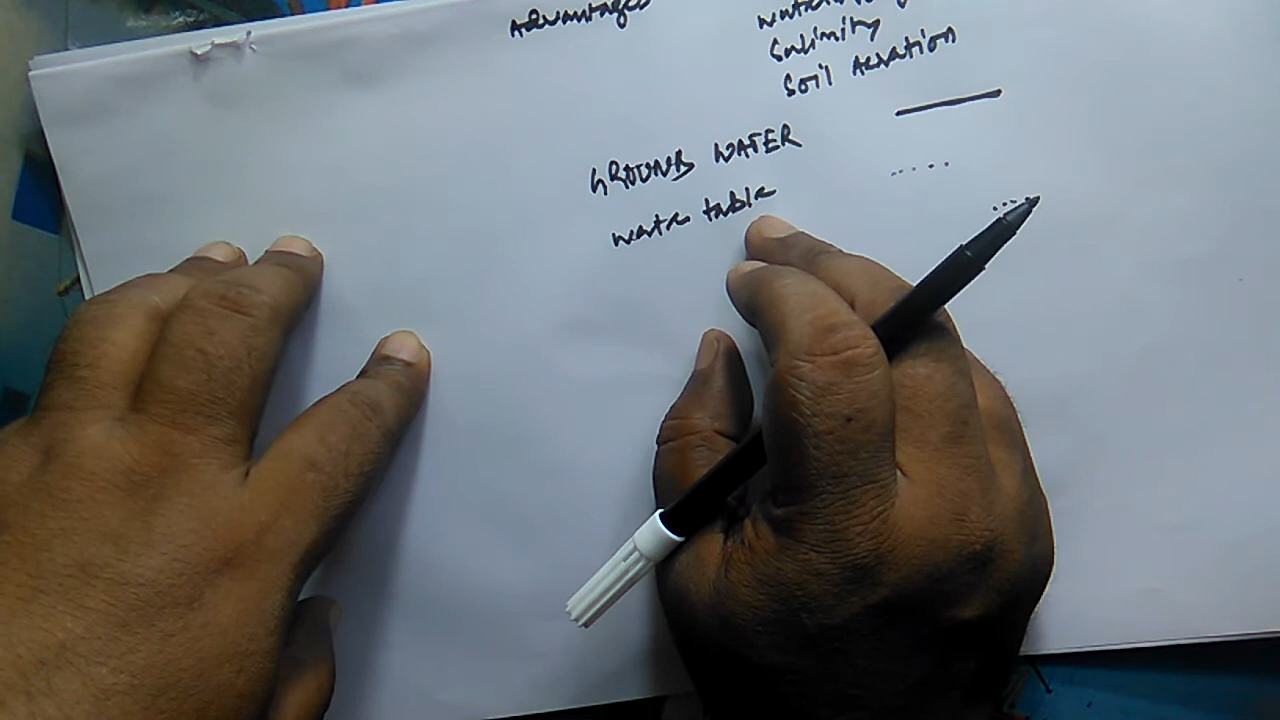 Advantages
Salinity
Soil Aeration
GROUND WATER
water table